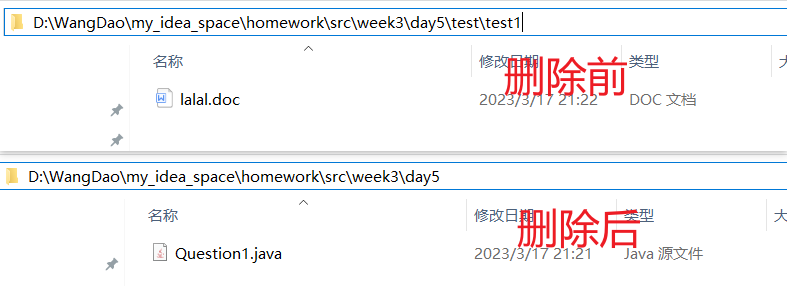 D:\WangDao\my_idea_space\homework\src\week3\day5\test\test1
名称 修改日期 类型 大
删除前
lalal.doc 2023/3/17 21:22 DOC 文档
D:\WangDao\my_idea_space\homework\src\week3\day5
名称 修改日期 类型 大
删除后
Question1.java 2023/3/17 21:21 Java 源文件